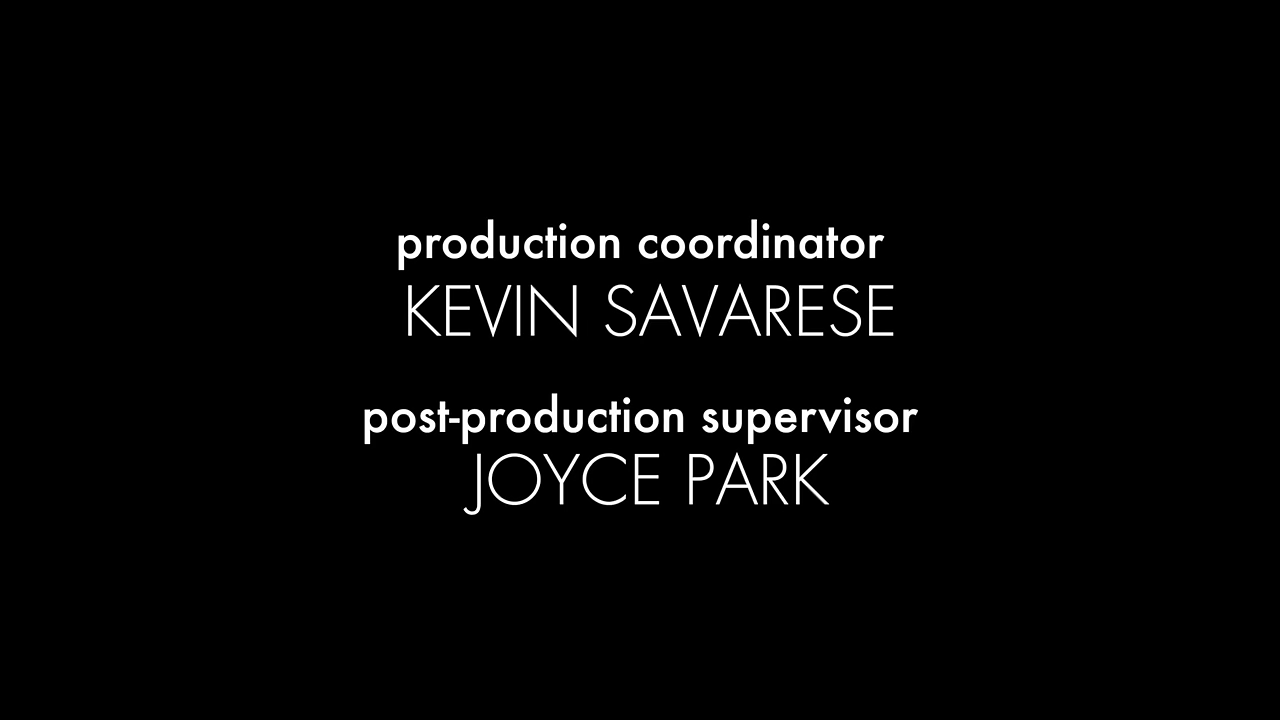 production coordinator
KEVIN SAVARESE
post-production supervisor
JOYCE PARK